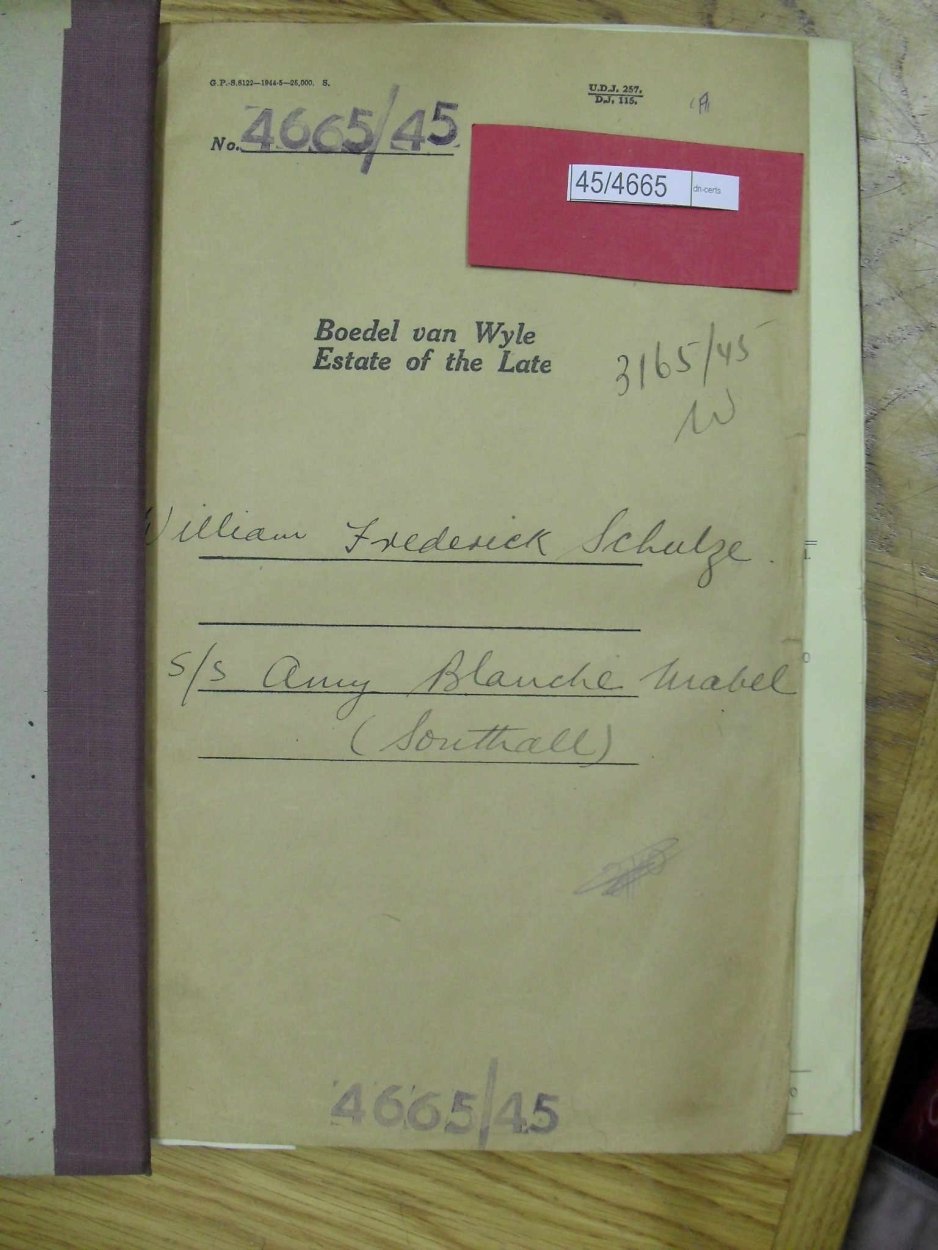 G.P.-S.6122—1944-5—25,000. S.
U.D.J. 257.
D.J. 115.
No. 4665/45
45/4665 dn-certs
Boedel van Wyle
Estate of the Late
3165/45
W
William Frederick Schulze.
s/s Amy Blanche Mabel
(Southall)
4665/45